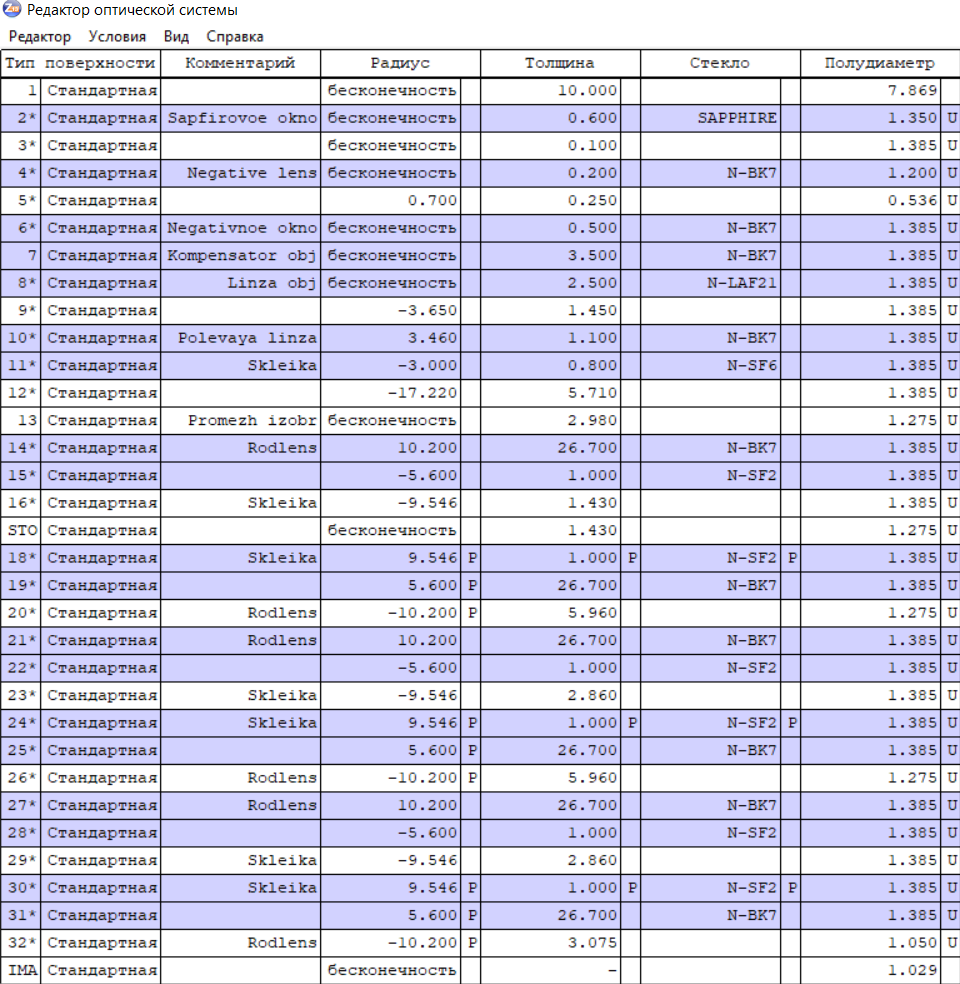 Редактор оптической системы
Редактор Условия Вид Справка
Тип поверхности Комментарий Радиус Толщина Стекло Полудиаметр
1 Стандартная бесконечность 10.000 7.869
2* Стандартная Sapfirovoe okno бесконечность 0.600 SAPPHIRE 1.350 U
3* Стандартная бесконечность 0.100 1.385 U
4* Стандартная Negative lens бесконечность 0.200 N-BK7 1.200 U
5* Стандартная 0.700 0.250 0.536 U
6* Стандартная Negativnoe okno бесконечность 0.500 N-BK7 1.385 U
7 Стандартная Kompensator obj бесконечность 3.500 N-BK7 1.385 U
8* Стандартная Linza obj бесконечность 2.500 N-LAF21 1.385 U
9* Стандартная -3.650 1.450 1.385 U
10* Стандартная Polevaya linza 3.460 1.100 N-BK7 1.385 U
11* Стандартная Skleika -3.000 0.800 N-SF6 1.385 U
12* Стандартная -17.220 5.710 1.385 U
13 Стандартная Promezh izobr бесконечность 2.980 1.275 U
14* Стандартная Rodlens 10.200 26.700 N-BK7 1.385 U
15* Стандартная -5.600 1.000 N-SF2 1.385 U
16* Стандартная Skleika -9.546 1.430 1.385 U
STO Стандартная бесконечность 1.430 1.275 U
18* Стандартная Skleika 9.546 P 1.000 P N-SF2 P 1.385 U
19* Стандартная 5.600 P 26.700 N-BK7 1.385 U
20* Стандартная Rodlens -10.200 P 5.960 1.275 U
21* Стандартная Rodlens 10.200 26.700 N-BK7 1.385 U
22* Стандартная -5.600 1.000 N-SF2 1.385 U
23* Стандартная Skleika -9.546 2.860 1.385 U
24* Стандартная Skleika 9.546 P 1.000 P N-SF2 P 1.385 U
25* Стандартная 5.600 P 26.700 N-BK7 1.385 U
26* Стандартная Rodlens -10.200 P 5.960 1.275 U
27* Стандартная Rodlens 10.200 26.700 N-BK7 1.385 U
28* Стандартная -5.600 1.000 N-SF2 1.385 U
29* Стандартная Skleika -9.546 2.860 1.385 U
30* Стандартная Skleika 9.546 P 1.000 P N-SF2 P 1.385 U
31* Стандартная 5.600 P 26.700 N-BK7 1.385 U
32* Стандартная Rodlens -10.200 P 3.075 1.050 U
IMA Стандартная бесконечность - 1.029